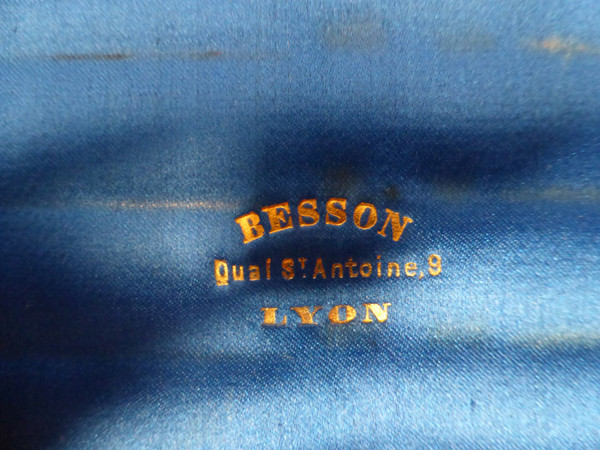 BESSON
Quai St Antoine, 9
LYON